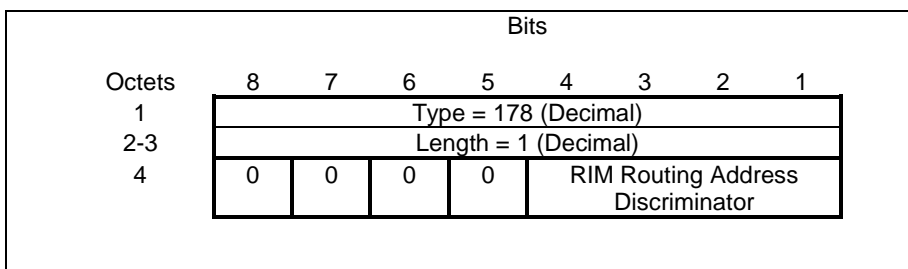 Bits
Octets 8 7 6 5 4 3 2 1
1 Type = 178 (Decimal)
2-3 Length = 1 (Decimal)
4 0 0 0 0 RIM Routing Address
Discriminator